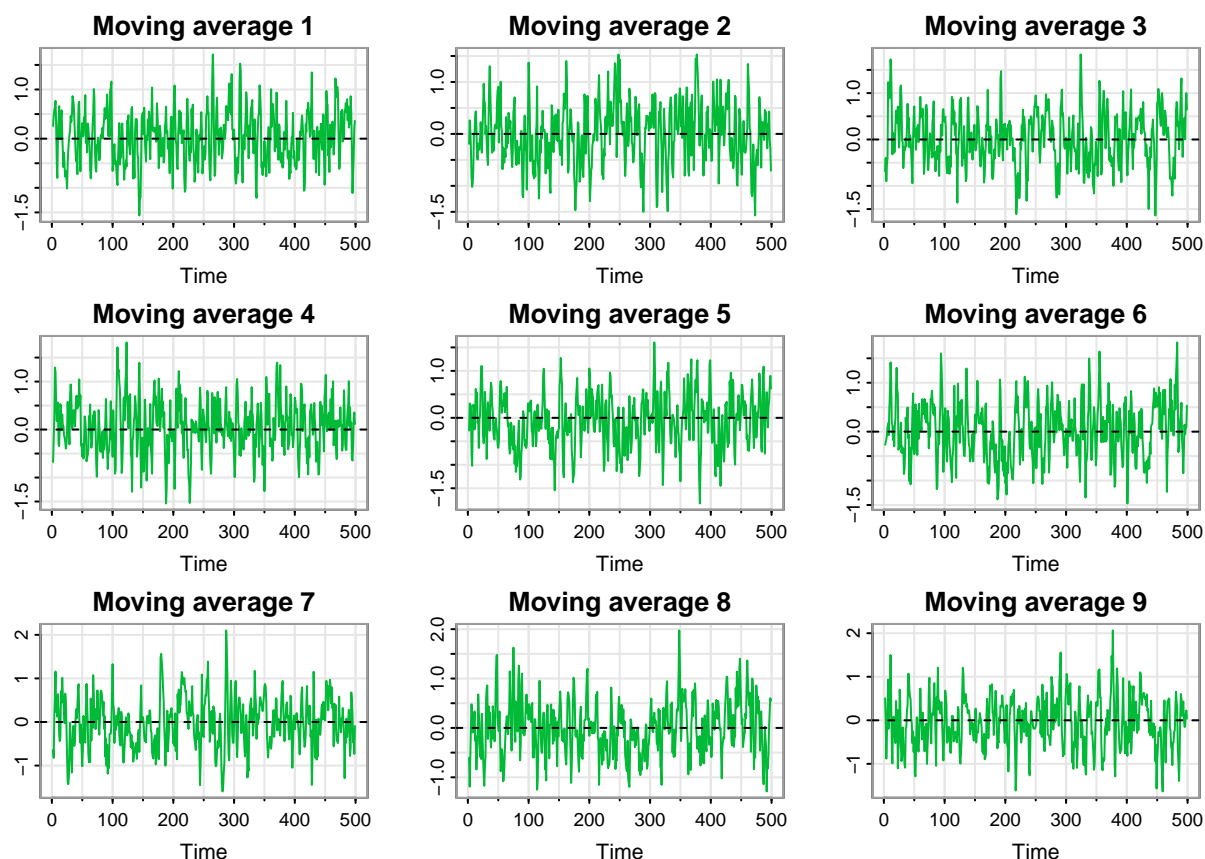 Moving average 1
1.0
0.0
−1.5
0 100 200 300 400 500
Time
Moving average 2
1.0
0.0
−1.5
0 100 200 300 400 500
Time
Moving average 3
1.0
0.0
−1.5
0 100 200 300 400 500
Time
Moving average 4
1.0
0.0
−1.5
0 100 200 300 400 500
Time
Moving average 5
1.0
0.0
−1.5
0 100 200 300 400 500
Time
Moving average 6
1.0
0.0
−1.5
0 100 200 300 400 500
Time
Moving average 7
2
1
0
−1
0 100 200 300 400 500
Time
Moving average 8
2.0
1.0
0.0
−1.0
0 100 200 300 400 500
Time
Moving average 9
2
1
0
−1
0 100 200 300 400 500
Time